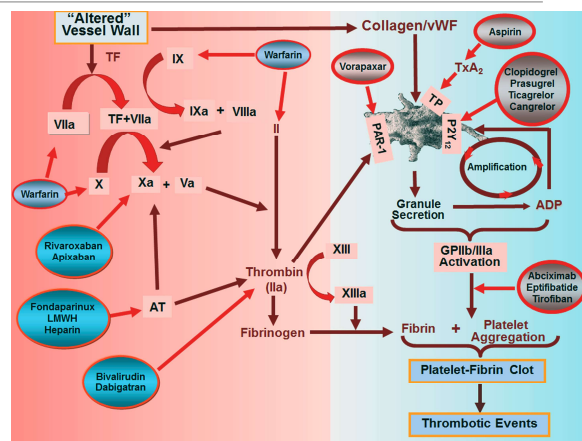 “Altered”
Vessel Wall
Collagen/vWF
Aspirin
TF
IX
Warfarin
Vorapaxar
TxA2
Clopidogrel
Prasugrel
Ticagrelor
Cangrelor
TP
VIIa
TF+VIIa
IXa + VIIIa
II
PAR-1
P2Y12
Amplification
Warfarin
X
Xa + Va
Granule
Secretion
ADP
Rivaroxaban
Apixaban
GPIIb/IIIa
Activation
XIII
Thrombin
(IIa)
Abciximab
Eptifibatide
Tirofiban
Fondaparinux
LMWH
Heparin
AT
XIIIa
Fibrinogen
Fibrin + Platelet
Aggregation
Bivalirudin
Dabigatran
Platelet-Fibrin Clot
Thrombotic Events